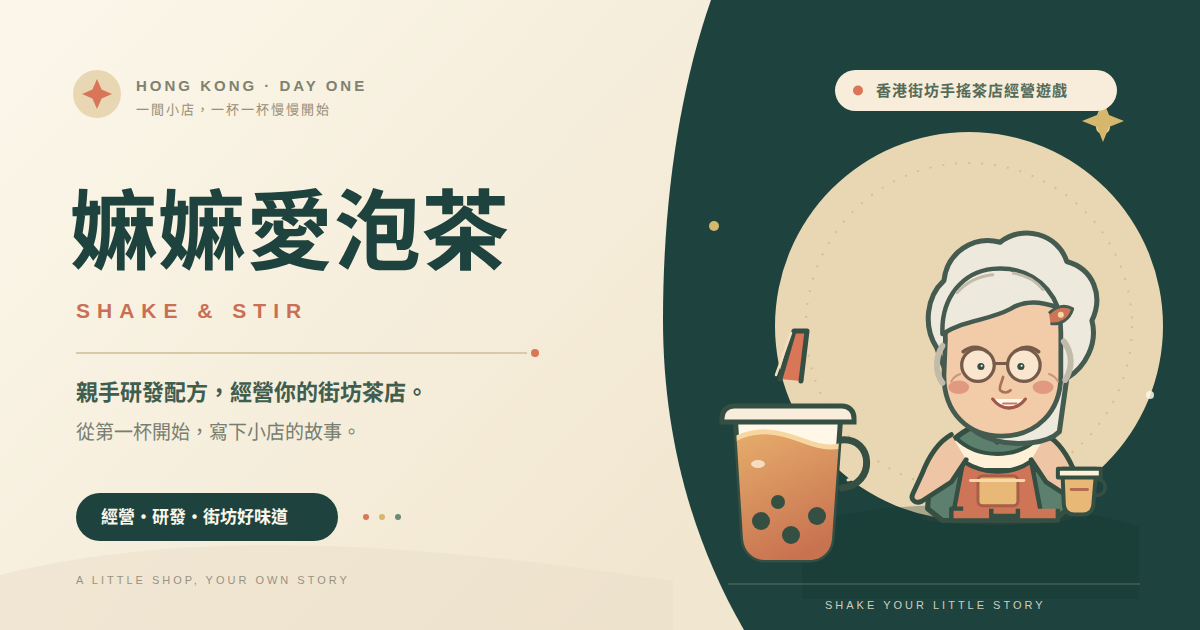 HONG KONG · DAY ONE
一間小店，一杯一杯慢慢開始
香港街坊手搖茶店經營遊戲
嫲嫲愛泡茶
SHAKE & STIR
親手研發配方，經營你的街坊茶店。
從第一杯開始，寫下小店的故事。
經營・研發・街坊好味道
A LITTLE SHOP, YOUR OWN STORY
SHAKE YOUR LITTLE STORY